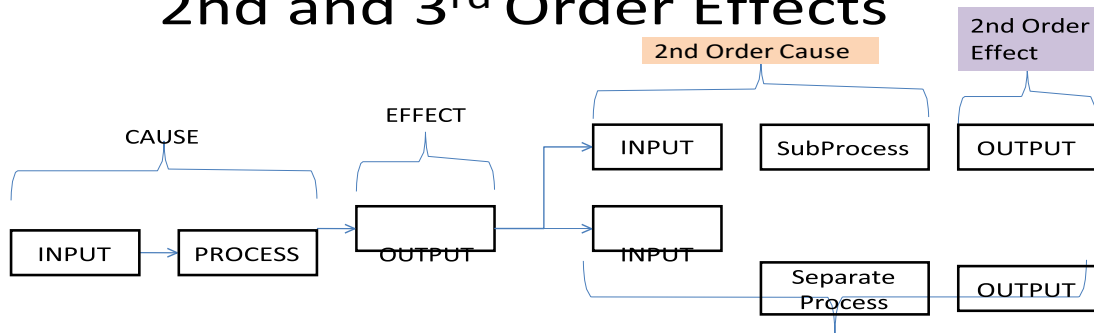 2nd and 3rd Order Effects
2nd Order Cause
2nd Order
Effect
CAUSE
EFFECT
INPUT
SubProcess
OUTPUT
INPUT
PROCESS
OUTPUT
INPUT
Separate
Process
OUTPUT